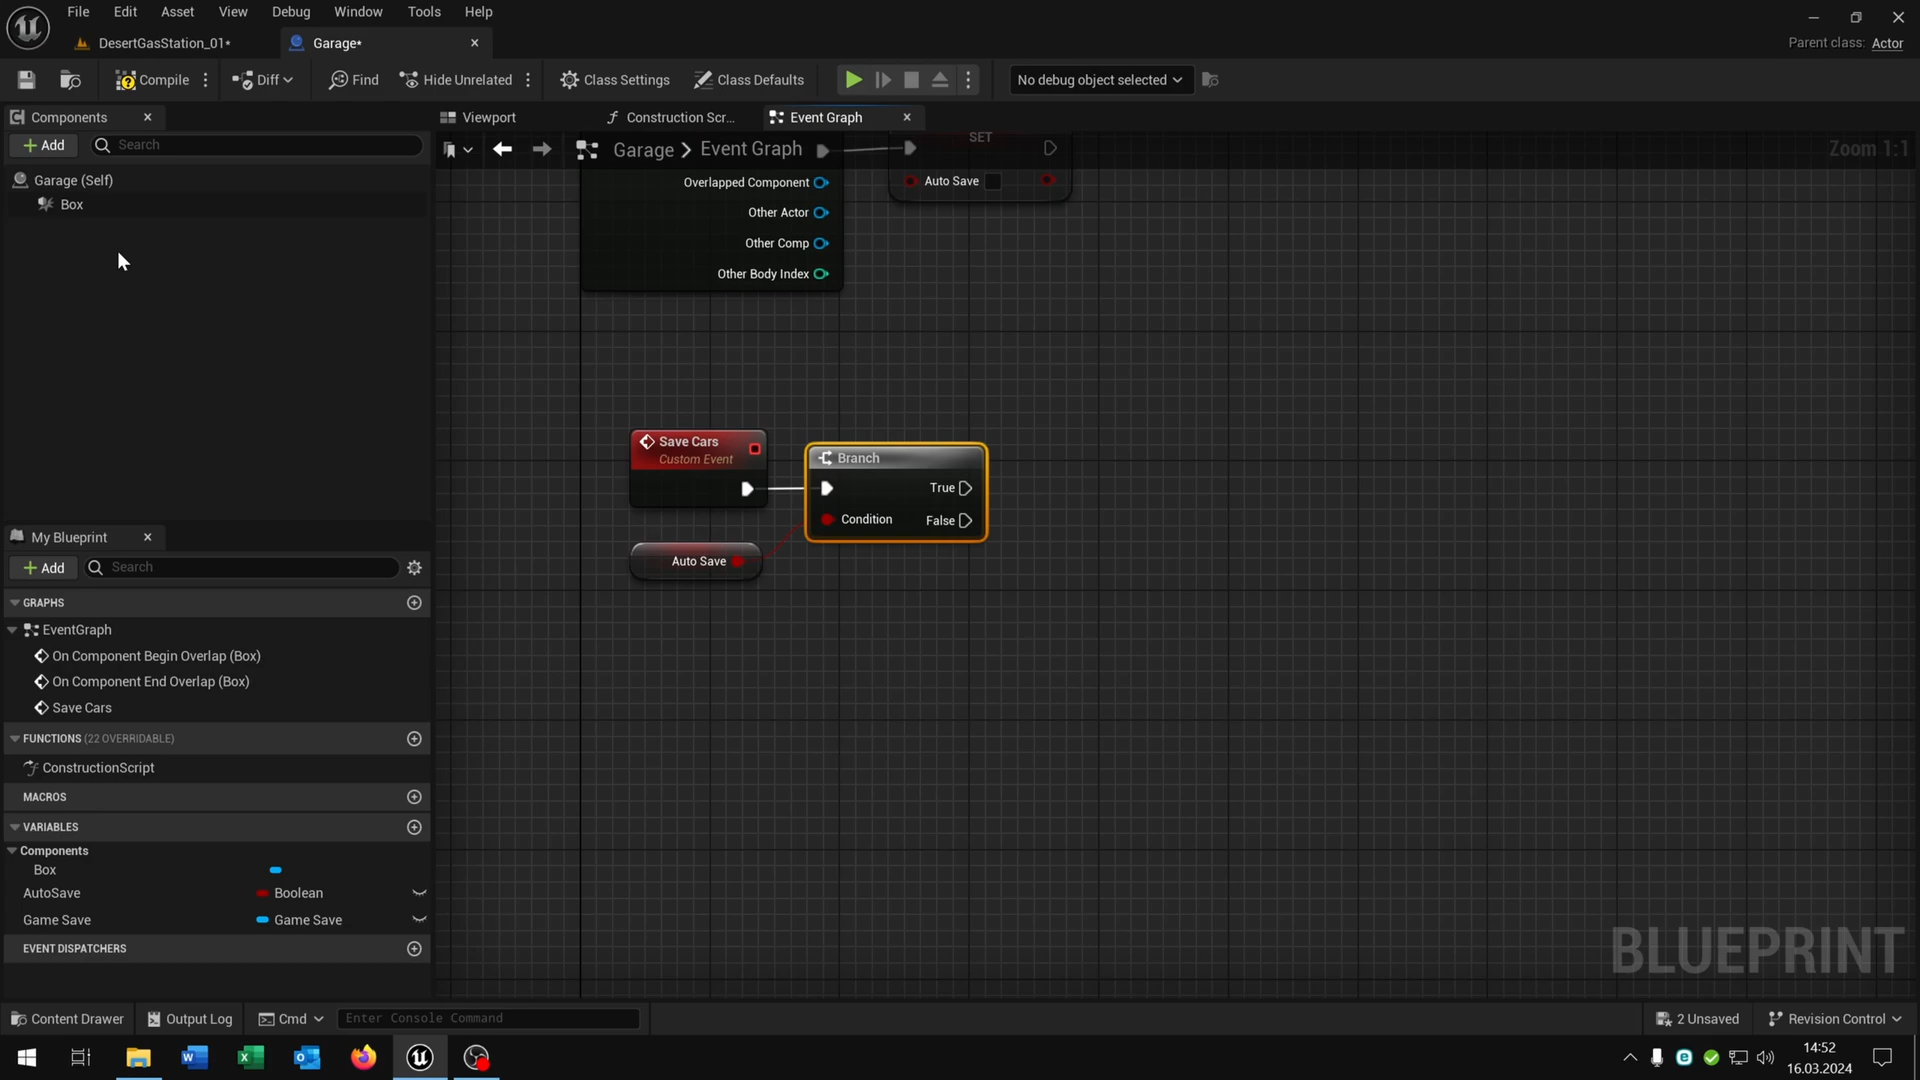 File Edit Asset View Debug Window Tools Help
DesertGasStation_01* Garage*
Parent class: Actor
Compile Diff Find Hide Unrelated Class Settings Class Defaults No debug object selected
Components Viewport Construction Scr... Event Graph
Add Search
Garage > Event Graph
Zoom 1:1
Garage (Self)
Box
SET
Auto Save
Overlapped Component
Other Actor
Other Comp
Other Body Index
Save Cars
Custom Event
Branch
True
Condition False
Auto Save
My Blueprint
Add Search
GRAPHS
EventGraph
On Component Begin Overlap (Box)
On Component End Overlap (Box)
Save Cars
FUNCTIONS (22 OVERRIDABLE)
ConstructionScript
MACROS
VARIABLES
Components
Box
AutoSave Boolean
Game Save Game Save
EVENT DISPATCHERS
BLUEPRINT
Content Drawer Output Log Cmd Enter Console Command 2 Unsaved Revision Control
14:52
16.03.2024